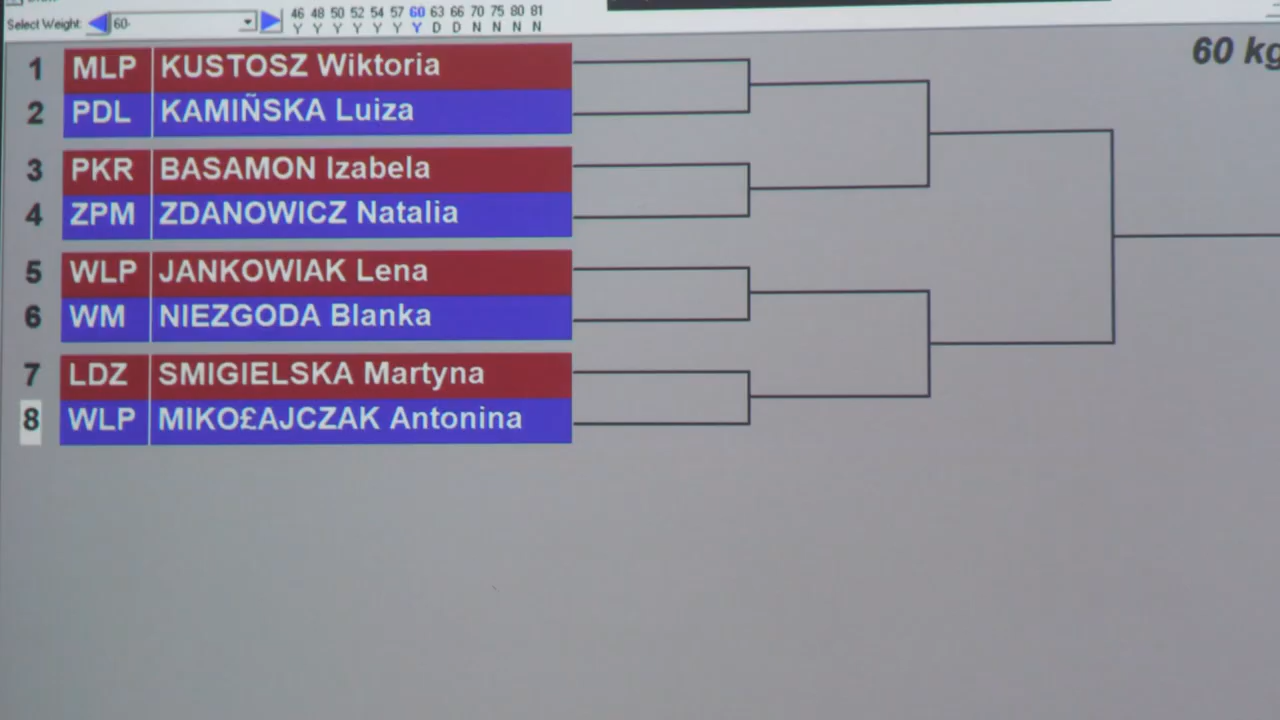 Select Weight: 60- 46 48 50 52 54 57 60 63 66 70 75 80 81
Y Y Y Y Y Y Y D D N N N N
60 kg
1 MLP KUSTOSZ Wiktoria
2 PDL KAMIÑSKA Luiza
3 PKR BASAMON Izabela
4 ZPM ZDANOWICZ Natalia
5 WLP JANKOWIAK Lena
6 WM NIEZGODA Blanka
7 LDZ SMIGIELSKA Martyna
8 WLP MIKO£AJCZAK Antonina